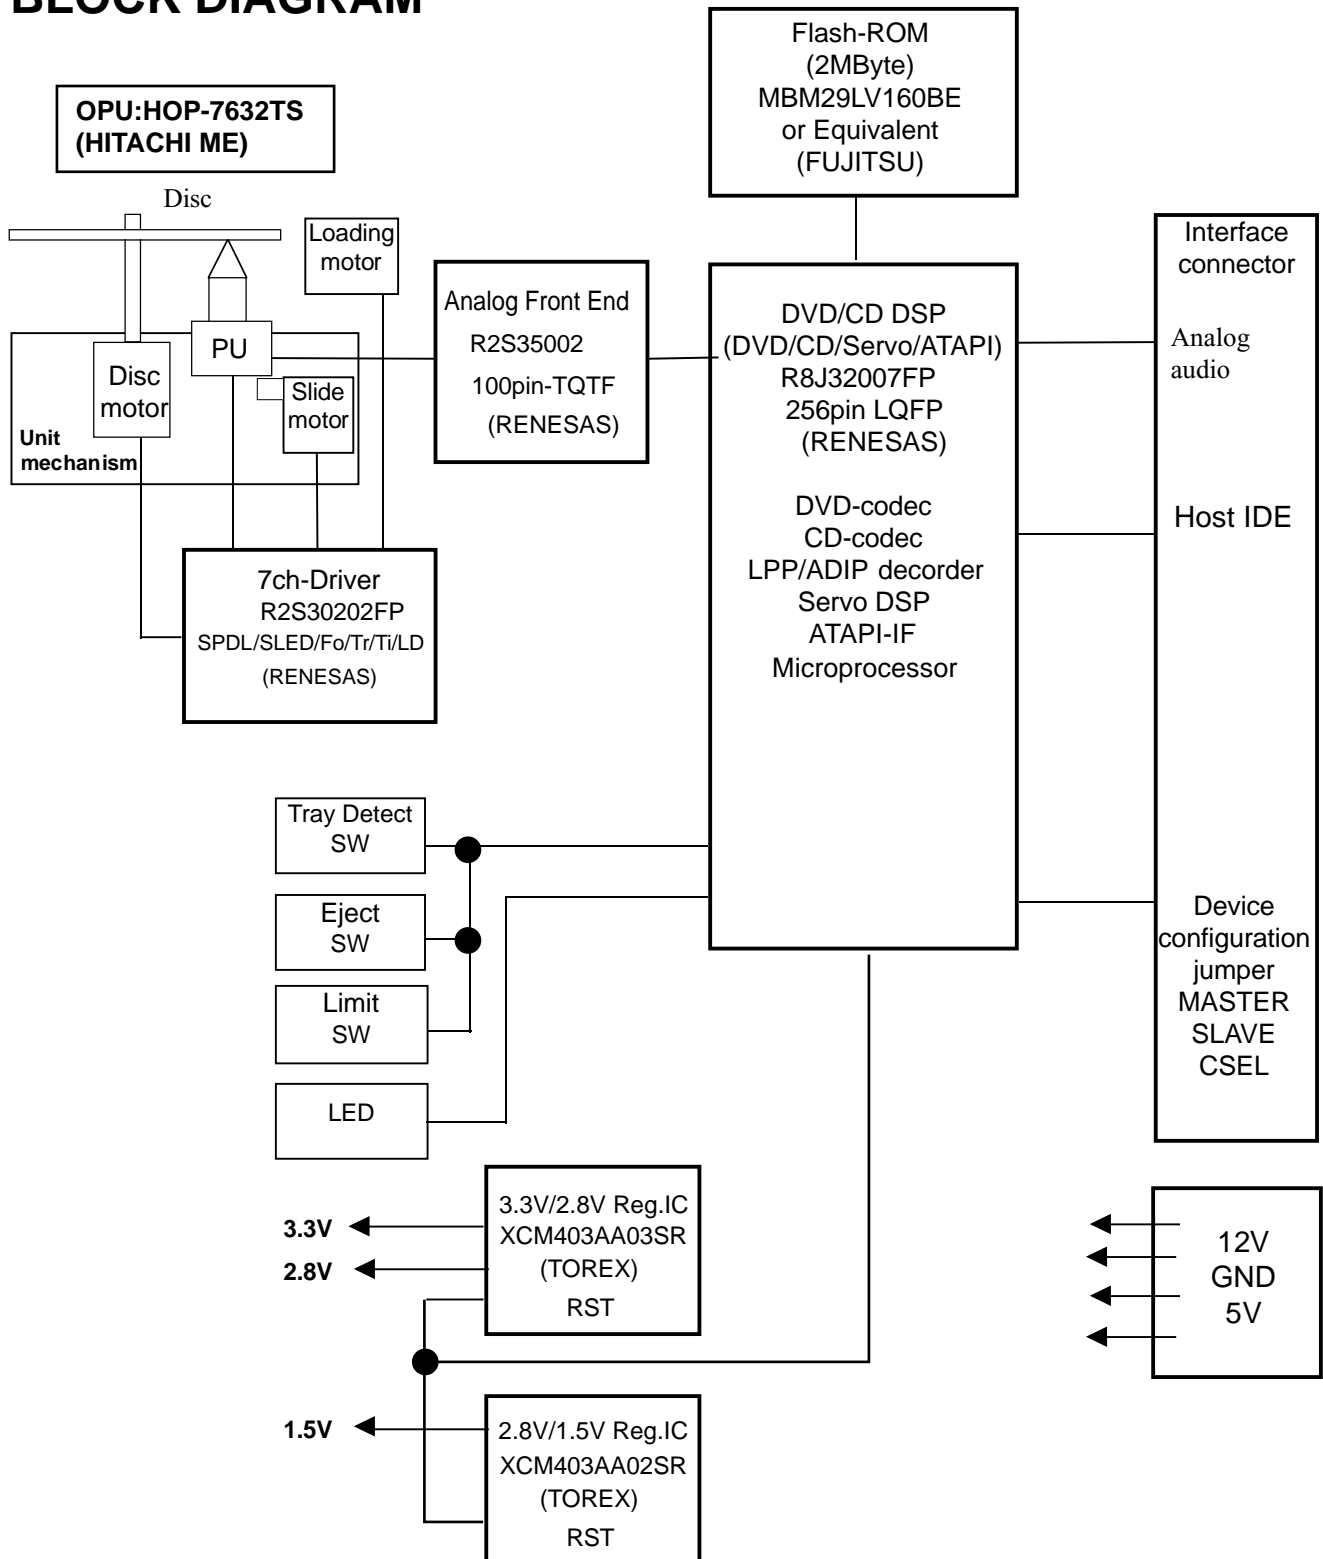 BLOCK DIAGRAM
OPU:HOP-7632TS
(HITACHI ME)
Disc
Loading
motor
PU
Disc
motor
Slide
motor
Unit
mechanism
Analog Front End
R2S35002
100pin-TQTF
(RENESAS)
7ch-Driver
R2S30202FP
SPDL/SLED/Fo/Tr/Ti/LD
(RENESAS)
Flash-ROM
(2MByte)
MBM29LV160BE
or Equivalent
(FUJITSU)
DVD/CD DSP
(DVD/CD/Servo/ATAPI)
R8J32007FP
256pin LQFP
(RENESAS)
DVD-codec
CD-codec
LPP/ADIP decorder
Servo DSP
ATAPI-IF
Microprocessor
Interface
connector
Analog
audio
Host IDE
Device
configuration
jumper
MASTER
SLAVE
CSEL
Tray Detect
SW
Eject
SW
Limit
SW
LED
3.3V
2.8V
3.3V/2.8V Reg.IC
XCM403AA03SR
(TOREX)
RST
12V
GND
5V
1.5V
2.8V/1.5V Reg.IC
XCM403AA02SR
(TOREX)
RST